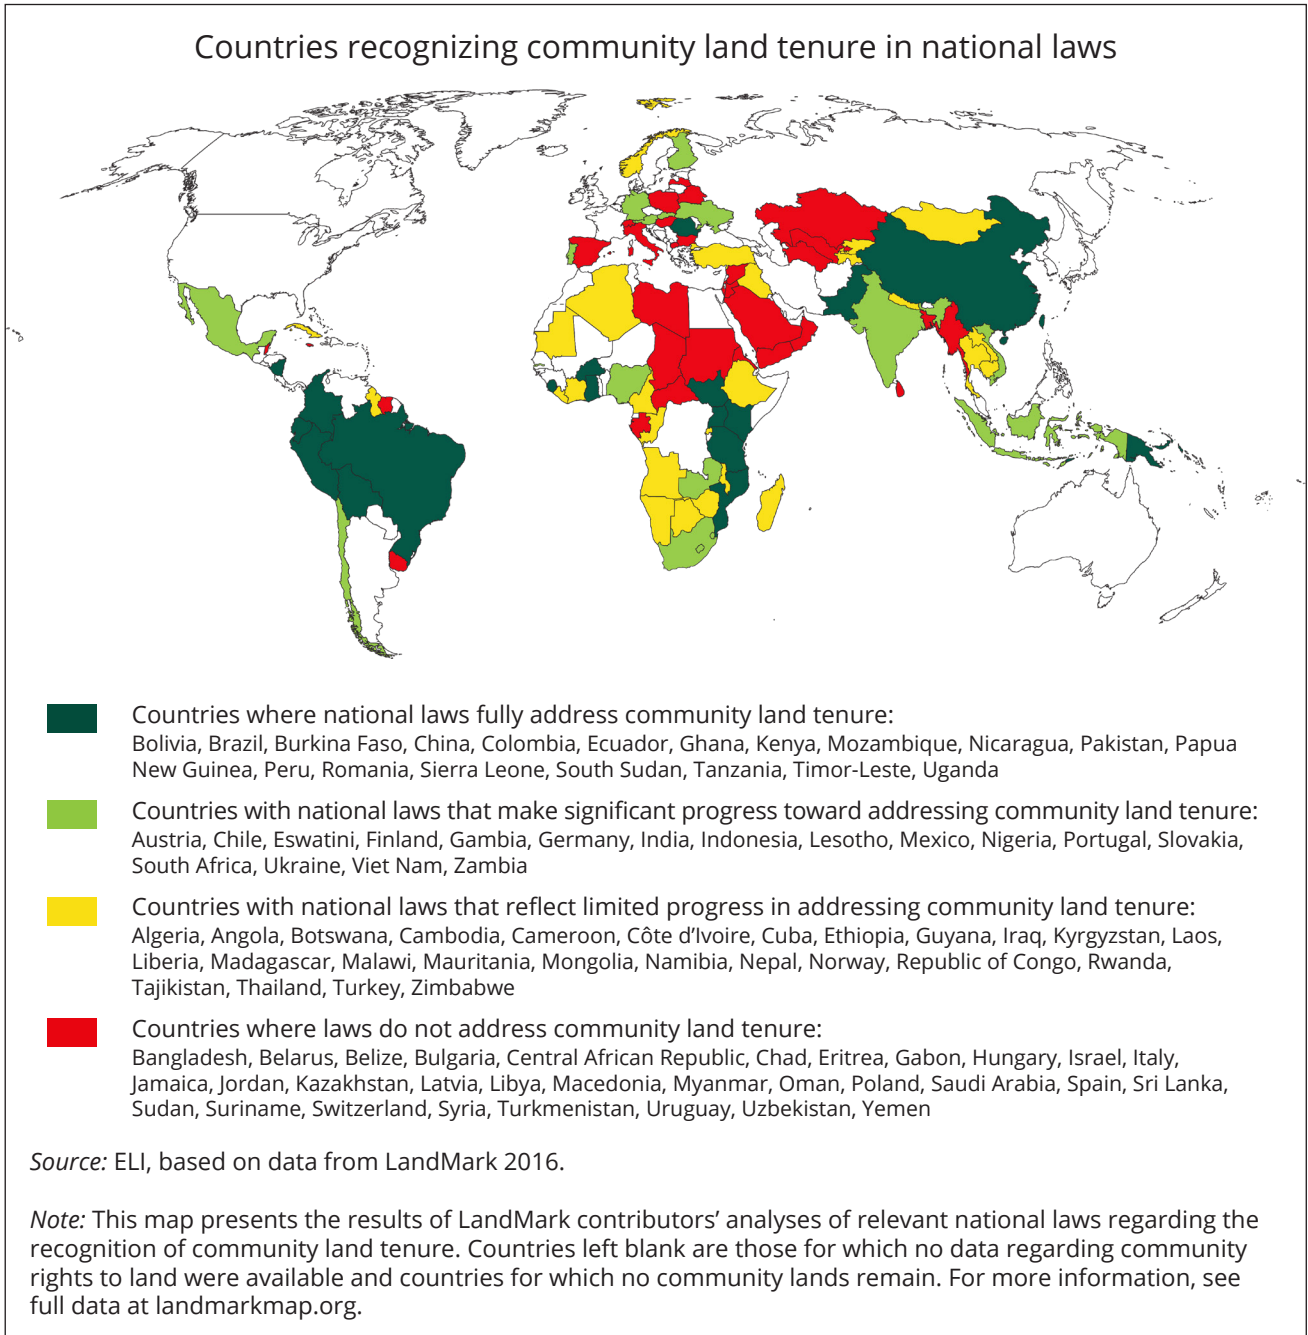 Countries recognizing community land tenure in national laws
Countries where national laws fully address community land tenure:
Bolivia, Brazil, Burkina Faso, China, Colombia, Ecuador, Ghana, Kenya, Mozambique, Nicaragua, Pakistan, Papua
New Guinea, Peru, Romania, Sierra Leone, South Sudan, Tanzania, Timor-Leste, Uganda
Countries with national laws that make significant progress toward addressing community land tenure:
Austria, Chile, Eswatini, Finland, Gambia, Germany, India, Indonesia, Lesotho, Mexico, Nigeria, Portugal, Slovakia,
South Africa, Ukraine, Viet Nam, Zambia
Countries with national laws that reflect limited progress in addressing community land tenure:
Algeria, Angola, Botswana, Cambodia, Cameroon, Côte d’Ivoire, Cuba, Ethiopia, Guyana, Iraq, Kyrgyzstan, Laos,
Liberia, Madagascar, Malawi, Mauritania, Mongolia, Namibia, Nepal, Norway, Republic of Congo, Rwanda,
Tajikistan, Thailand, Turkey, Zimbabwe
Countries where laws do not address community land tenure:
Bangladesh, Belarus, Belize, Bulgaria, Central African Republic, Chad, Eritrea, Gabon, Hungary, Israel, Italy,
Jamaica, Jordan, Kazakhstan, Latvia, Libya, Macedonia, Myanmar, Oman, Poland, Saudi Arabia, Spain, Sri Lanka,
Sudan, Suriname, Switzerland, Syria, Turkmenistan, Uruguay, Uzbekistan, Yemen
Source: ELI, based on data from LandMark 2016.
Note: This map presents the results of LandMark contributors’ analyses of relevant national laws regarding the
recognition of community land tenure. Countries left blank are those for which no data regarding community
rights to land were available and countries for which no community lands remain. For more information, see
full data at landmarkmap.org.